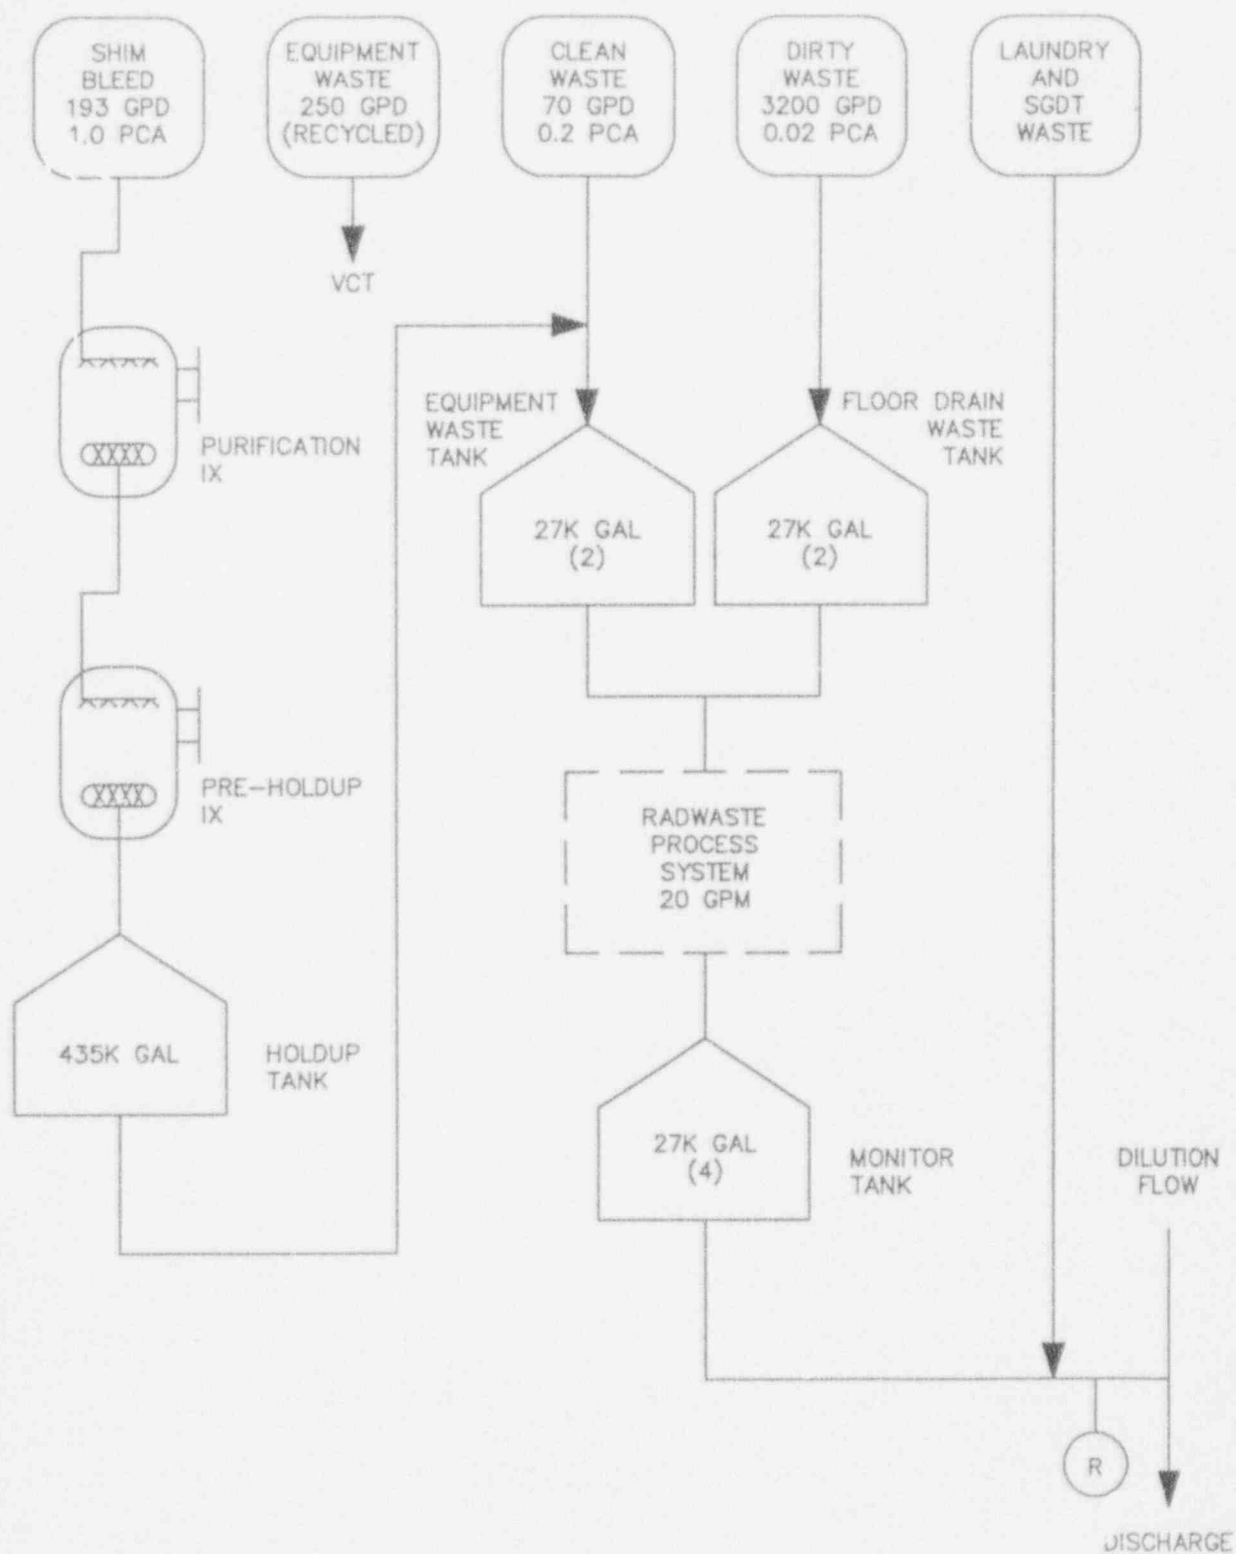 SHIM
BLEED
193 GPD
1.0 PCA
EQUIPMENT
WASTE
250 GPD
(RECYCLED)
CLEAN
WASTE
70 GPD
0.2 PCA
DIRTY
WASTE
3200 GPD
0.02 PCA
LAUNDRY
AND
SGDT
WASTE
VCT
EQUIPMENT
WASTE
TANK
FLOOR DRAIN
WASTE
TANK
PURIFICATION
IX
27K GAL
(2)
27K GAL
(2)
PRE-HOLDUP
IX
RADWASTE
PROCESS
SYSTEM
20 GPM
435K GAL
HOLDUP
TANK
27K GAL
(4)
MONITOR
TANK
DILUTION
FLOW
R
DISCHARGE